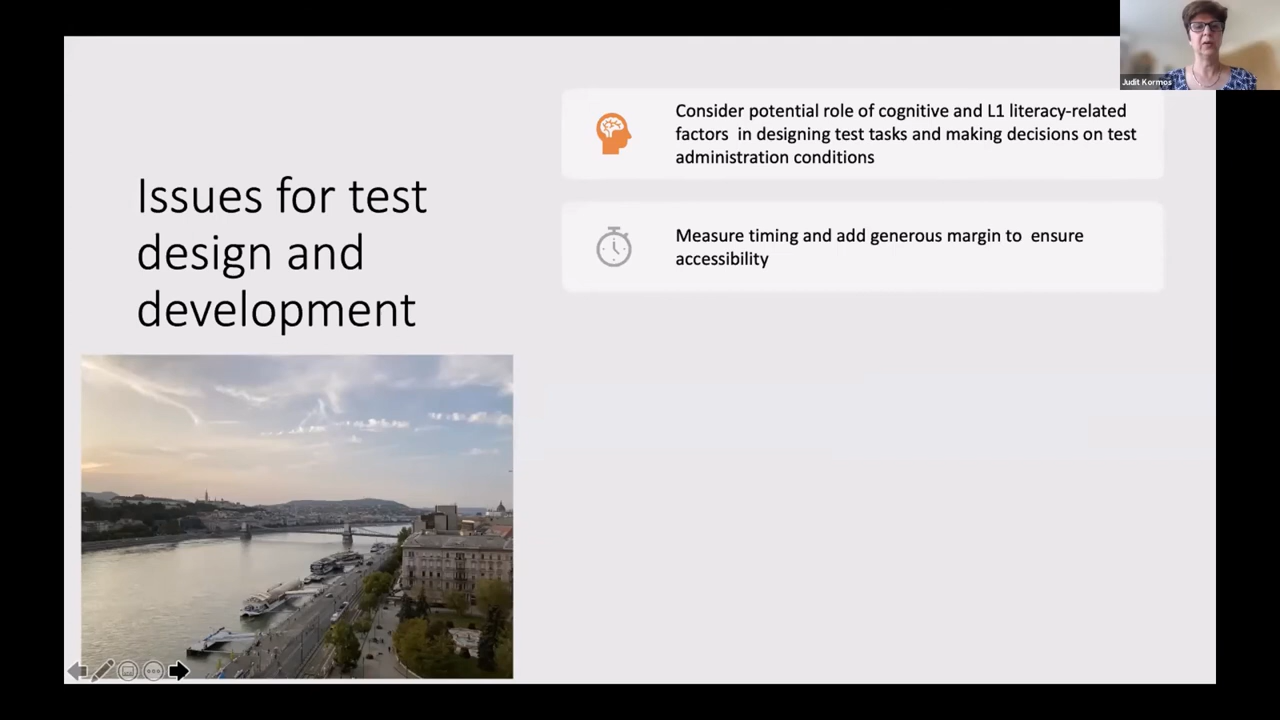 Issues for test
design and
development
Consider potential role of cognitive and L1 literacy-related
factors in designing test tasks and making decisions on test
administration conditions
Measure timing and add generous margin to ensure
accessibility
Judit Kormos